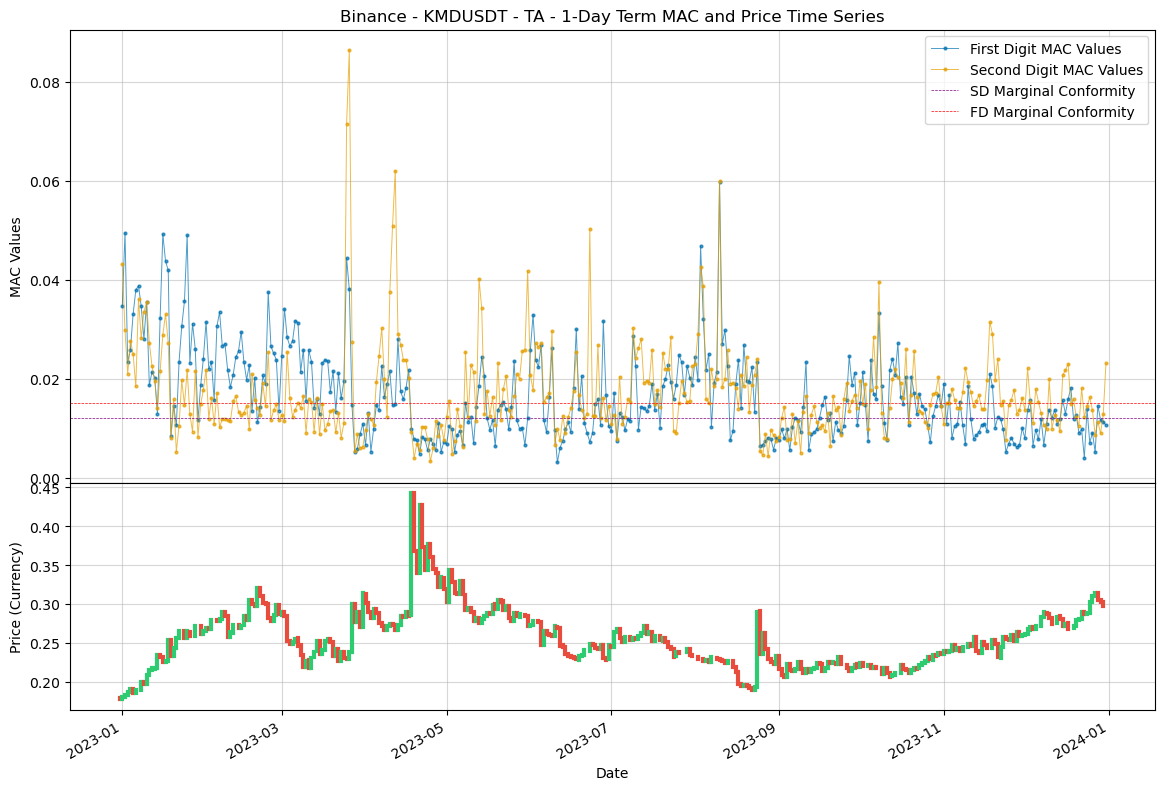 Binance - KMDUSDT - TA - 1-Day Term MAC and Price Time Series
First Digit MAC Values
Second Digit MAC Values
SD Marginal Conformity
FD Marginal Conformity
MAC Values
0.08
0.06
0.04
0.02
0.00
Price (Currency)
0.45
0.40
0.35
0.30
0.25
0.20
2023-01
2023-03
2023-05
2023-07
2023-09
2023-11
2024-01
Date